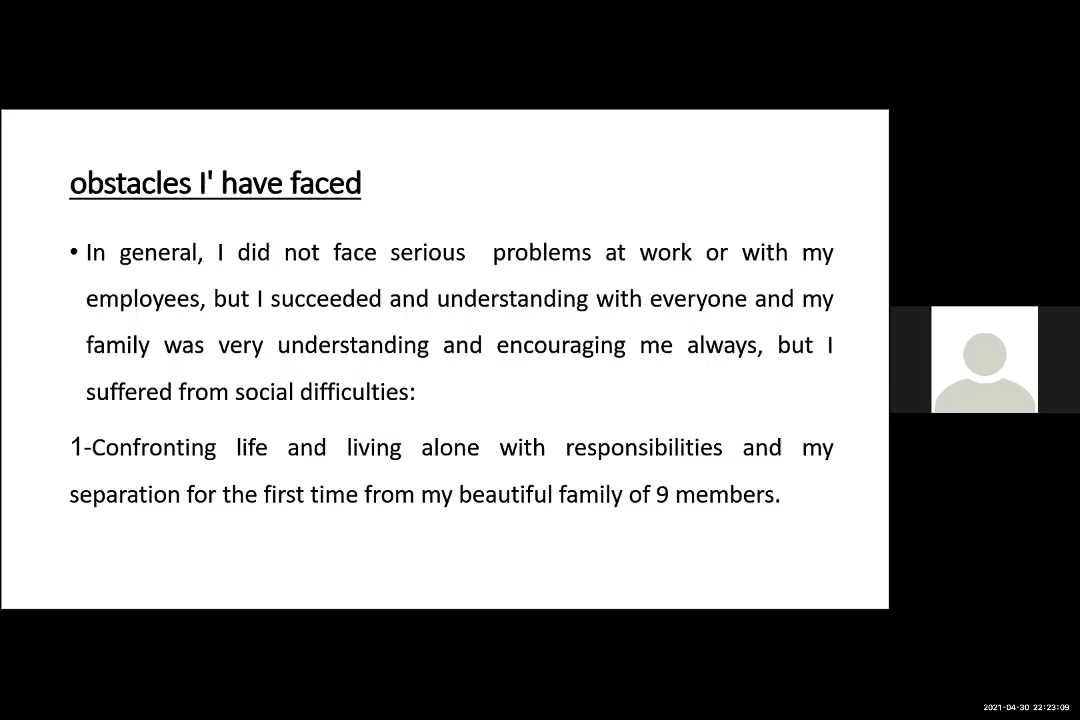 obstacles I' have faced
• In general, I did not face serious problems at work or with my
employees, but I succeeded and understanding with everyone and my
family was very understanding and encouraging me always, but I
suffered from social difficulties:
1-Confronting life and living alone with responsibilities and my
separation for the first time from my beautiful family of 9 members.
2021-04-30 22:23:09